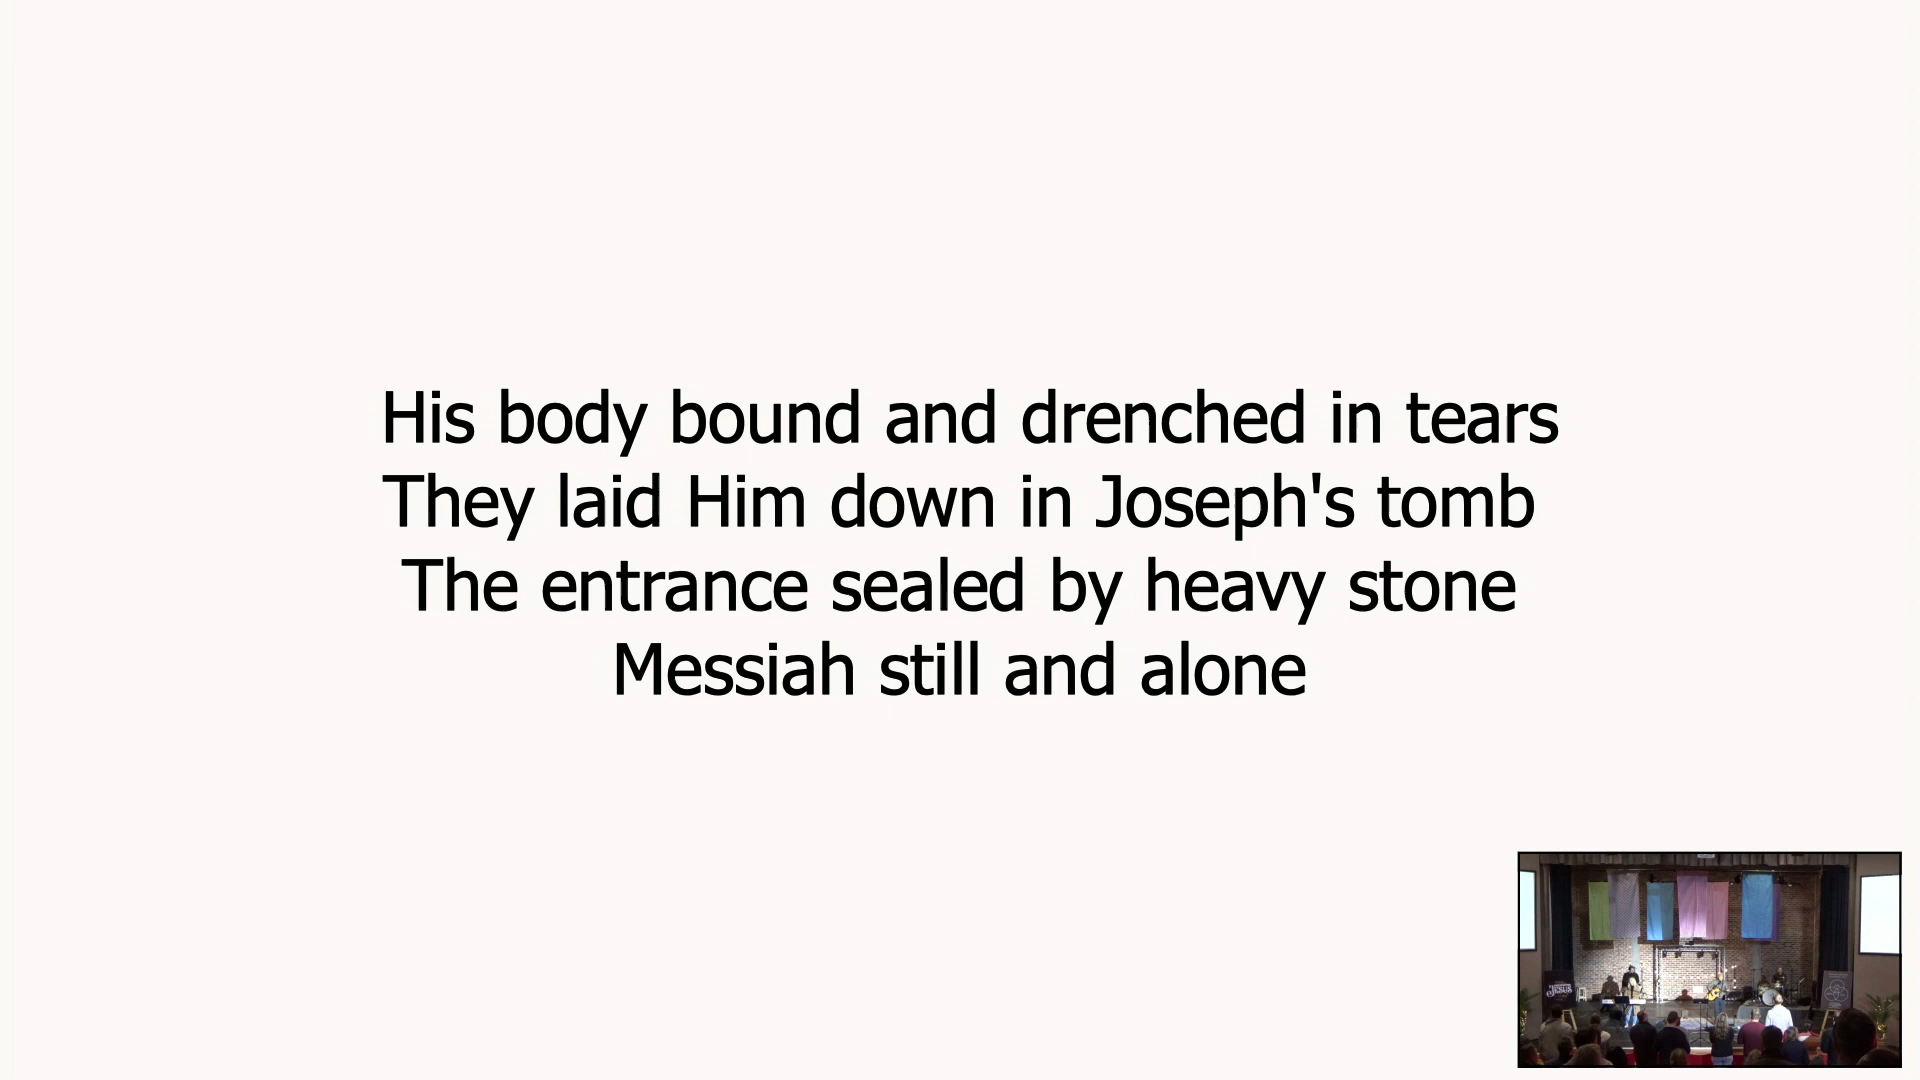 His body bound and drenched in tears
They laid Him down in Joseph's tomb
The entrance sealed by heavy stone
Messiah still and alone
JESUS